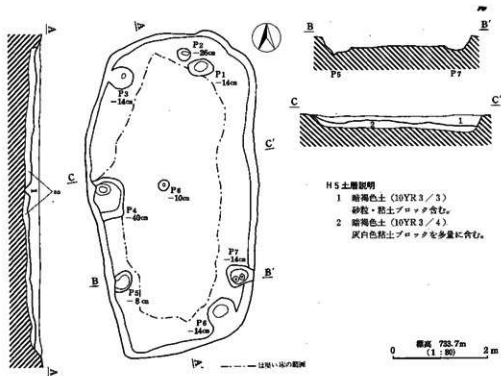 A
A'
B
B'
C
C'
P2
-26cm
P1
-14cm
P3
-14cm
C
C'
P8
-10cm
P4
-40cm
P7
-14cm
B
B'
P5
-8cm
P6
-14cm
A
A'
P5
P7
1
2
H5土層説明
1 暗褐色土（10YR3／3）
砂粒・粘土ブロック含む。
2 暗褐色土（10YR3／4）
灰白色粘土ブロックを多量に含む。
は堅い床の範囲
標高 733.7m
0 （1：80） 2m